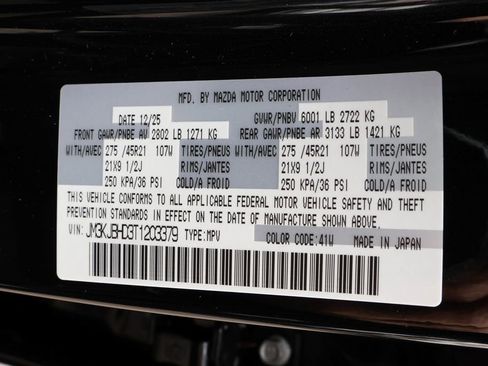 MFD. BY MAZDA MOTOR CORPORATION
DATE 12/25 GVWR/PNBV 6001 LB 2722 KG
FRONT GAWR/PNBE AV 2802 LB 1271 KG REAR GAWR/PNBE AR 3133 LB 1421 KG
WITH/AVEC 275 /45R21 107W TIRES/PNEUS WITH/AVEC 275 /45R21 107W TIRES/PNEUS
21X9 1/2J RIMS/JANTES 21X9 1/2J RIMS/JANTES
250 KPA/36 PSI COLD/A FROID 250 KPA/36 PSI COLD/A FROID
THIS VEHICLE CONFORMS TO ALL APPLICABLE FEDERAL MOTOR VEHICLE SAFETY AND THEFT
PREVENTION STANDARDS IN EFFECT ON THE DATE OF MANUFACTURE SHOWN ABOVE.
VIN: JM3KJBHD3T1203379 TYPE:MPV COLOR CODE:41W MADE IN JAPAN